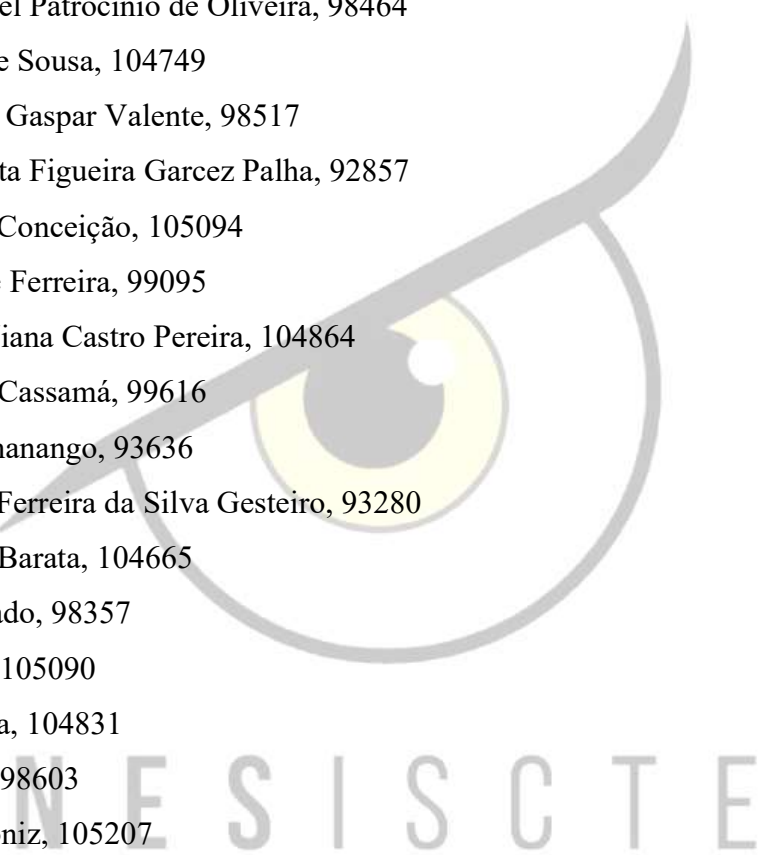 Patrocínio de Oliveira, 98464
Sousa, 104749
Gaspar Valente, 98517
Figueira Garcez Palha, 92857
Conceição, 105094
Ferreira, 99095
Castro Pereira, 104864
Cassamá, 99616
93636
Ferreira da Silva Gesteiro, 93280
Barata, 104665
98357
105090
104831
98603
105207
NESISCTE